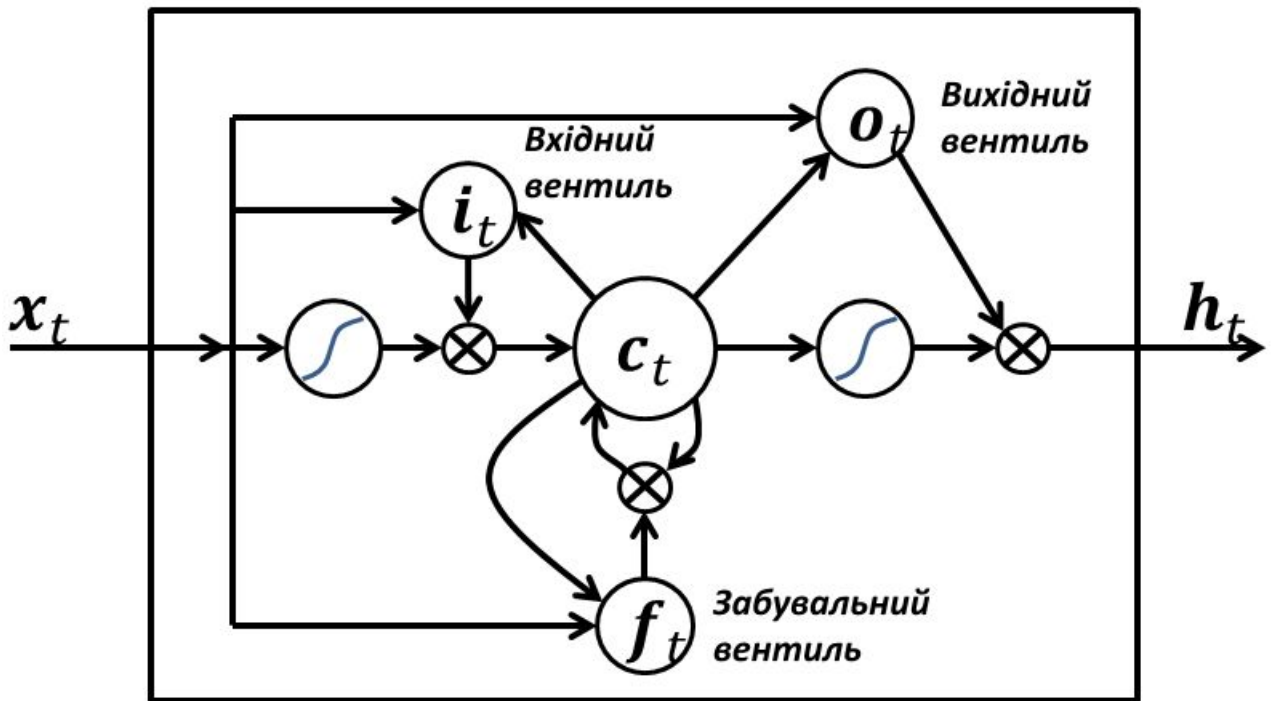 o_t
Вихідний
вентиль
Вхідний
вентиль
i_t
x_t
c_t
h_t
f_t
Забувальний
вентиль